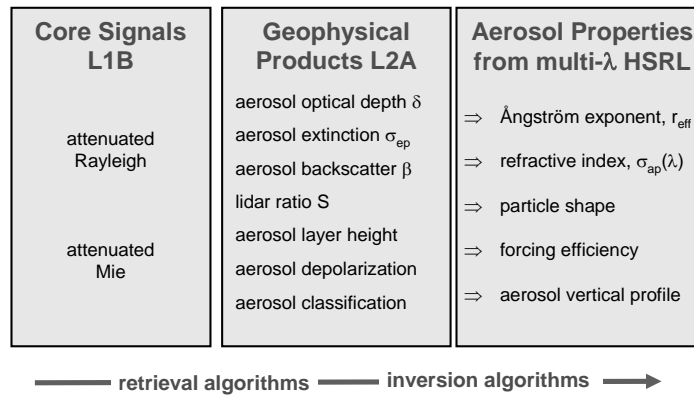 Core Signals
L1B
attenuated
Rayleigh
attenuated
Mie
Geophysical
Products L2A
aerosol optical depth δ
aerosol extinction σep
aerosol backscatter β
lidar ratio S
aerosol layer height
aerosol depolarization
aerosol classification
Aerosol Properties
from multi-λ HSRL
⇒ Ångström exponent, reff
⇒ refractive index, σap(λ)
⇒ particle shape
⇒ forcing efficiency
⇒ aerosol vertical profile
retrieval algorithms
inversion algorithms